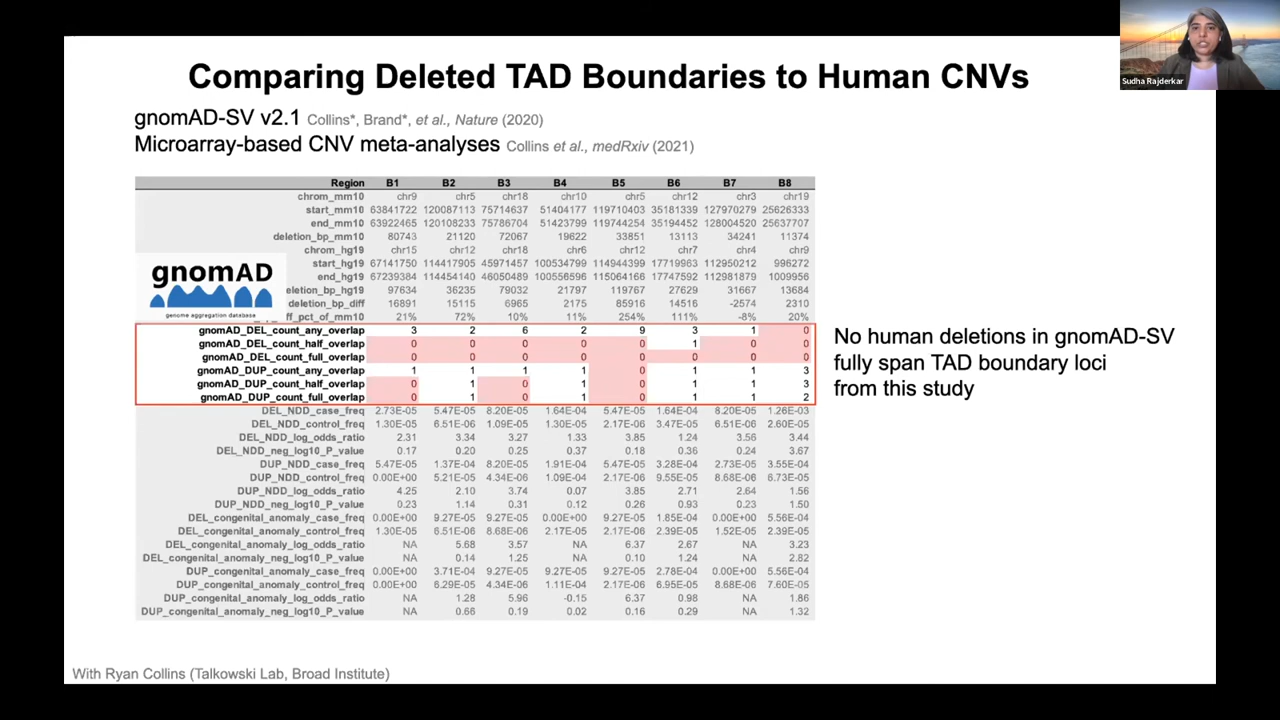 Sudha Rajderkar
Comparing Deleted TAD Boundaries to Human CNVs
gnomAD-SV v2.1 Collins*, Brand*, et al., Nature (2020)
Microarray-based CNV meta-analyses Collins et al., medRxiv (2021)
Region B1 B2 B3 B4 B5 B6 B7 B8
chrom_mm10 chr9 chr5 chr18 chr10 chr5 chr12 chr3 chr19
start_mm10 63841722 120087113 75714637 51404177 119710403 35181339 127970279 25626333
end_mm10 63922465 120108233 75786704 51423799 119744254 35194452 128004520 25637707
deletion_bp_mm10 80743 21120 72067 19622 33851 13113 34241 11374
chrom_hg19 chr15 chr12 chr18 chr6 chr12 chr7 chr4 chr9
start_hg19 67141750 114417905 45971457 100534799 114944399 17719963 112950212 996272
end_hg19 67239384 114454140 46050489 100556596 115064166 17747592 112981879 1009956
eletion_bp_hg19 97634 36235 79032 21797 119767 27629 31667 13684
deletion_bp_diff 16891 15115 6965 2175 85916 14516 -2574 2310
ff_pct_of_mm10 21% 72% 10% 11% 254% 111% -8% 20%
gnomAD
genome aggregation database
gnomAD_DEL_count_any_overlap 3 2 6 2 9 3 1 0
gnomAD_DEL_count_half_overlap 0 0 0 0 0 1 0 0
gnomAD_DEL_count_full_overlap 0 0 0 0 0 0 0 0
gnomAD_DUP_count_any_overlap 1 1 1 1 0 1 1 3
gnomAD_DUP_count_half_overlap 0 1 0 1 0 1 1 3
gnomAD_DUP_count_full_overlap 0 1 0 1 0 1 1 2
No human deletions in gnomAD-SV
fully span TAD boundary loci
from this study
DEL_NDD_case_freq 2.73E-05 5.47E-05 8.20E-05 1.64E-04 5.47E-05 1.64E-04 8.20E-05 1.26E-03
DEL_NDD_control_freq 1.30E-05 6.51E-06 1.09E-05 1.30E-05 2.17E-06 3.47E-05 6.51E-06 2.60E-05
DEL_NDD_log_odds_ratio 2.31 3.34 3.27 1.33 3.85 1.24 3.56 3.44
DEL_NDD_neg_log10_P_value 0.17 0.20 0.25 0.37 0.18 0.36 0.24 3.67
DUP_NDD_case_freq 5.47E-05 1.37E-04 8.20E-05 1.91E-04 5.47E-05 3.28E-04 2.73E-05 3.55E-04
DUP_NDD_control_freq 0.00E+00 5.21E-05 4.34E-06 1.09E-04 2.17E-06 9.55E-05 8.68E-06 6.73E-05
DUP_NDD_log_odds_ratio 4.25 2.10 3.74 0.07 3.85 2.71 2.64 1.56
DUP_NDD_neg_log10_P_value 0.23 1.14 0.31 0.12 0.26 0.93 0.23 1.50
DEL_congenital_anomaly_case_freq 0.00E+00 9.27E-05 9.27E-05 0.00E+00 9.27E-05 1.85E-04 0.00E+00 5.56E-04
DEL_congenital_anomaly_control_freq 1.30E-05 6.51E-06 8.68E-06 2.17E-05 2.17E-06 2.39E-05 1.52E-05 2.39E-05
DEL_congenital_anomaly_log_odds_ratio NA 5.68 3.57 NA 6.37 2.67 NA 3.23
DEL_congenital_anomaly_neg_log10_P_value NA 0.14 1.25 NA 0.10 1.24 NA 2.82
DUP_congenital_anomaly_case_freq 0.00E+00 3.71E-04 9.27E-05 9.27E-05 9.27E-05 2.78E-04 0.00E+00 5.56E-04
DUP_congenital_anomaly_control_freq 0.00E+00 6.29E-05 4.34E-06 1.11E-04 2.17E-06 6.95E-05 8.68E-06 7.60E-05
DUP_congenital_anomaly_log_odds_ratio NA 1.28 5.96 -0.15 6.37 0.98 NA 1.86
DUP_congenital_anomaly_neg_log10_P_value NA 0.66 0.19 0.02 0.16 0.29 NA 1.32
With Ryan Collins (Talkowski Lab, Broad Institute)